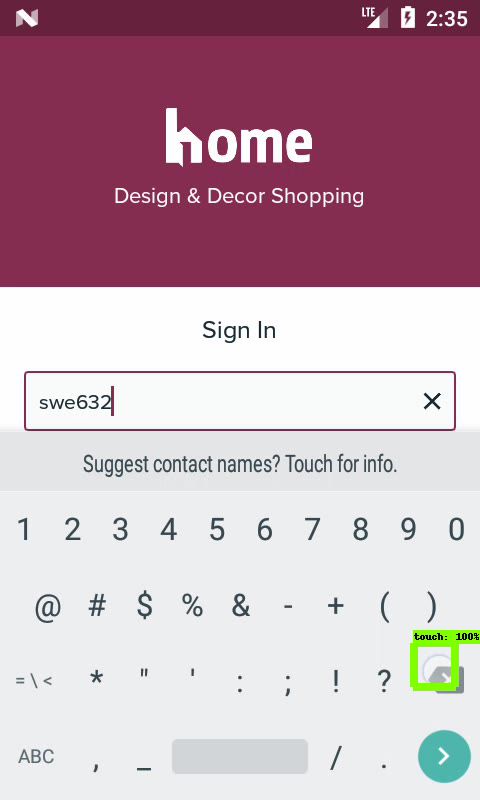 LTE 2:35
home
Design & Decor Shopping
Sign In
swe632
Suggest contact names? Touch for info.
1 2 3 4 5 6 7 8 9 0
@ # $ % & - + ( )
touch: 100%
= \ < * " ' : ; ! ?
ABC , _ / .